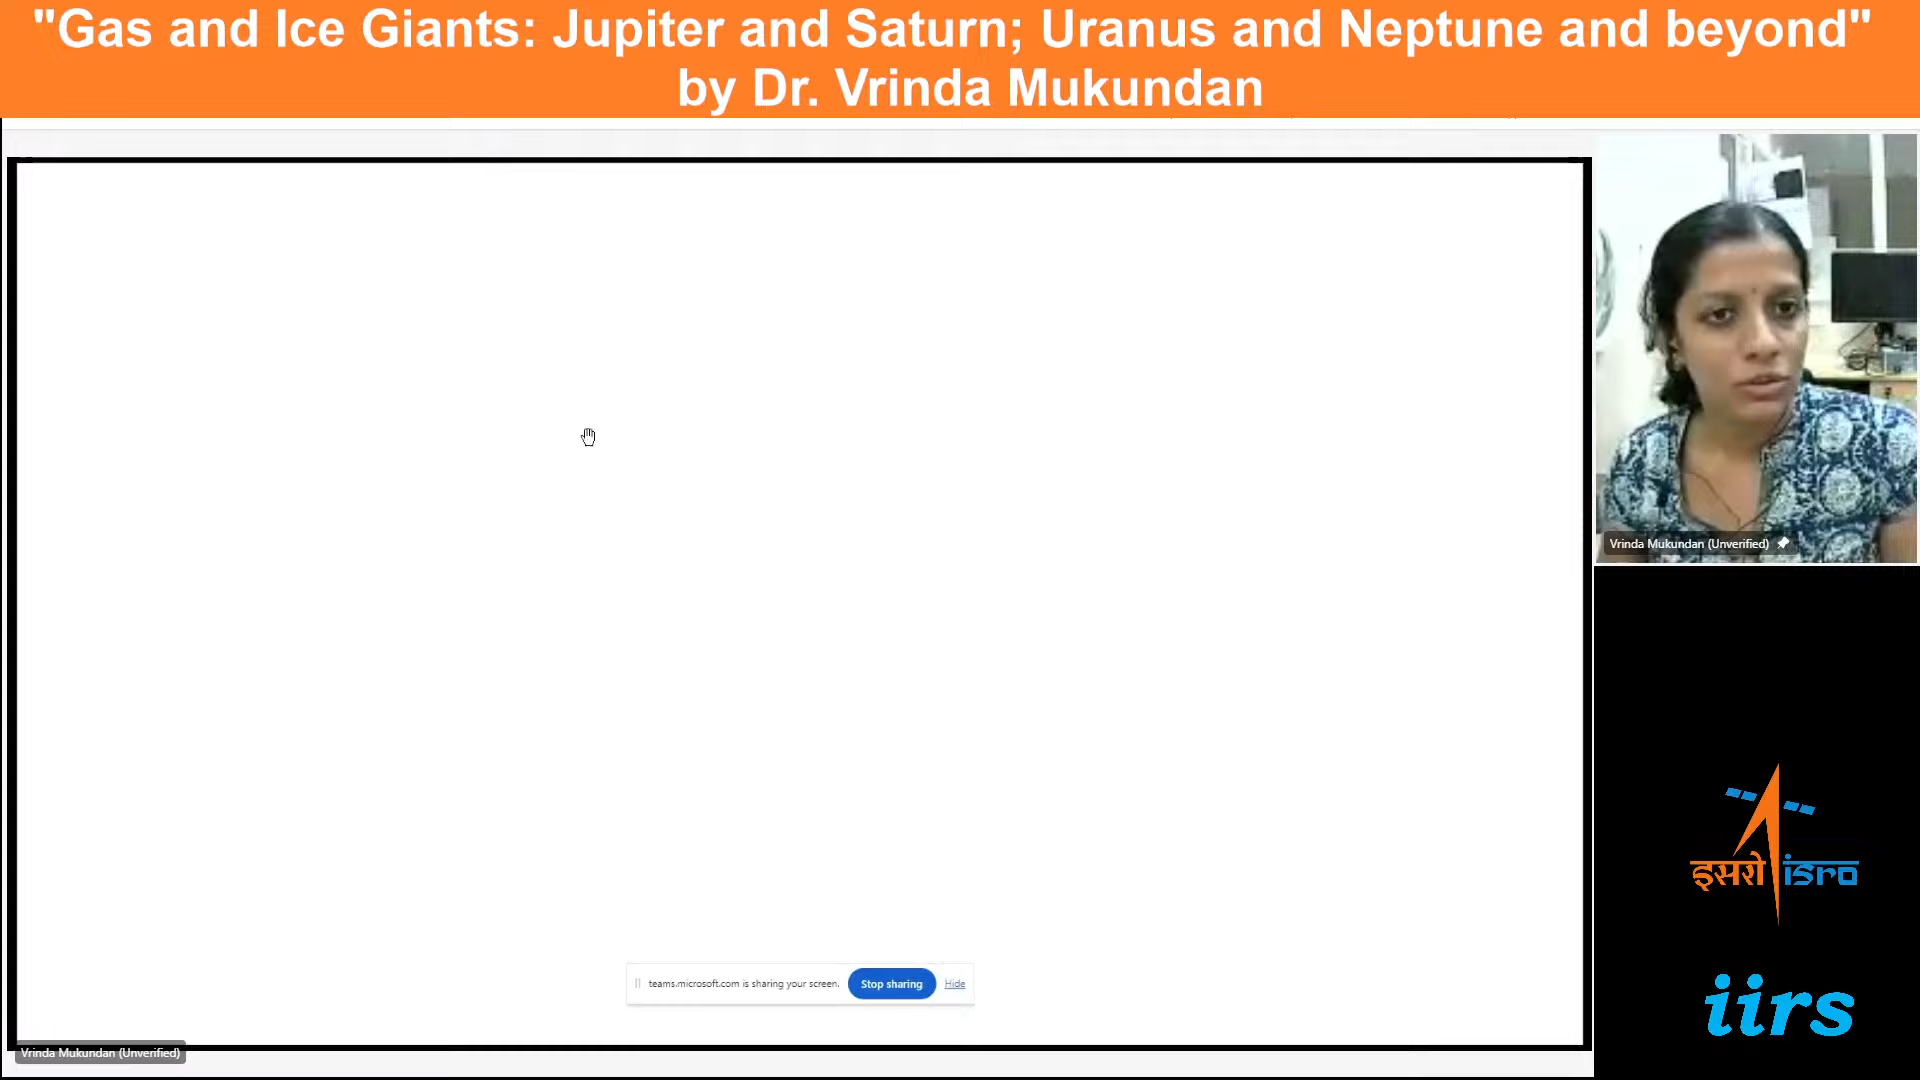 "Gas and Ice Giants: Jupiter and Saturn; Uranus and Neptune and beyond"
by Dr. Vrinda Mukundan
Vrinda Mukundan (Unverified)
teams.microsoft.com is sharing your screen. Stop sharing Hide
इसरो isro
iirs
Vrinda Mukundan (Unverified)